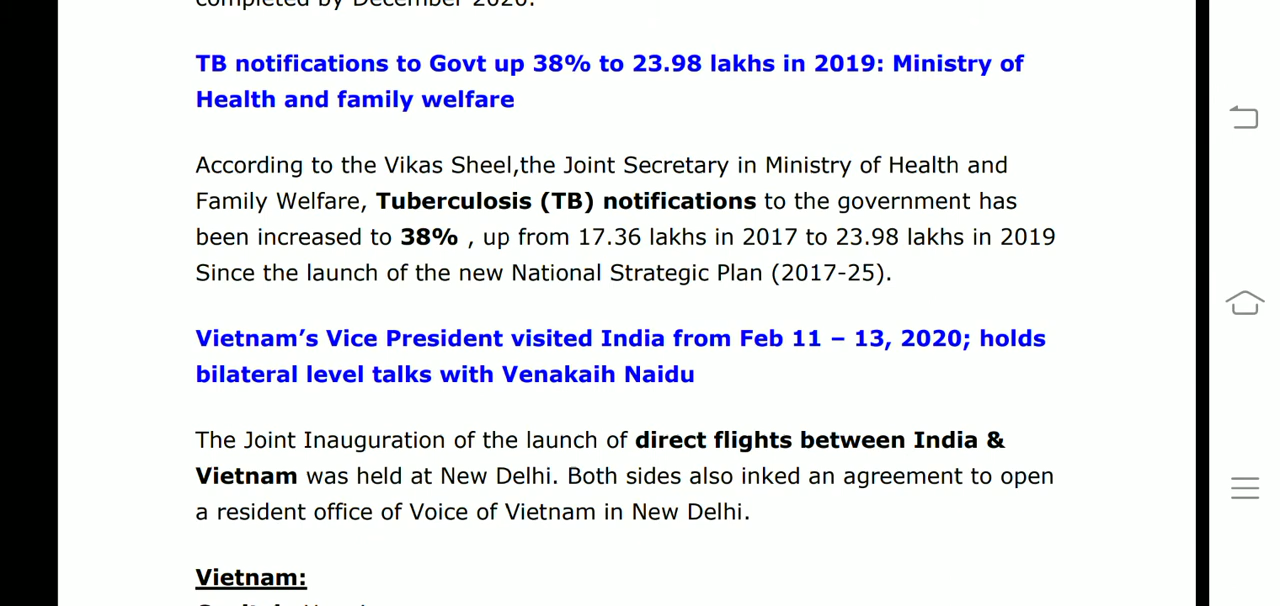 completed by December 2020.
TB notifications to Govt up 38% to 23.98 lakhs in 2019: Ministry of
Health and family welfare
According to the Vikas Sheel,the Joint Secretary in Ministry of Health and
Family Welfare, Tuberculosis (TB) notifications to the government has
been increased to 38% , up from 17.36 lakhs in 2017 to 23.98 lakhs in 2019
Since the launch of the new National Strategic Plan (2017-25).
Vietnam’s Vice President visited India from Feb 11 – 13, 2020; holds
bilateral level talks with Venakaih Naidu
The Joint Inauguration of the launch of direct flights between India &
Vietnam was held at New Delhi. Both sides also inked an agreement to open
a resident office of Voice of Vietnam in New Delhi.
Vietnam: